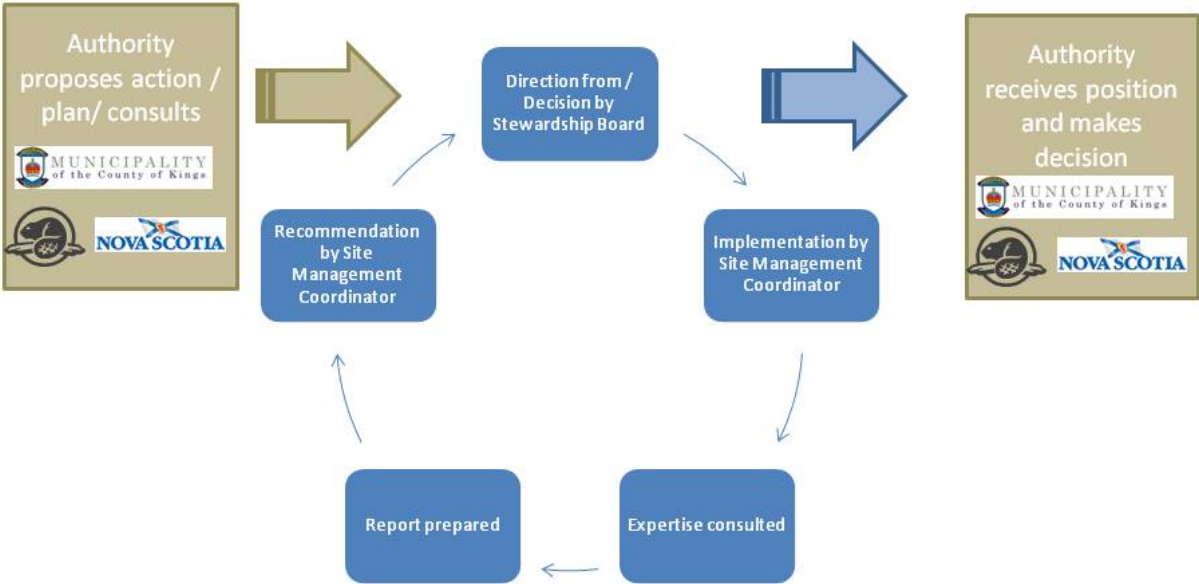 Authority
proposes action /
plan/ consults
MUNICIPALITY
of the County of Kings
NOVA SCOTIA
Direction from /
Decision by
Stewardship Board
Authority
receives position
and makes
decision
MUNICIPALITY
of the County of Kings
NOVA SCOTIA
Recommendation
by Site
Management
Coordinator
Implementation by
Site Management
Coordinator
Report prepared
Expertise consulted